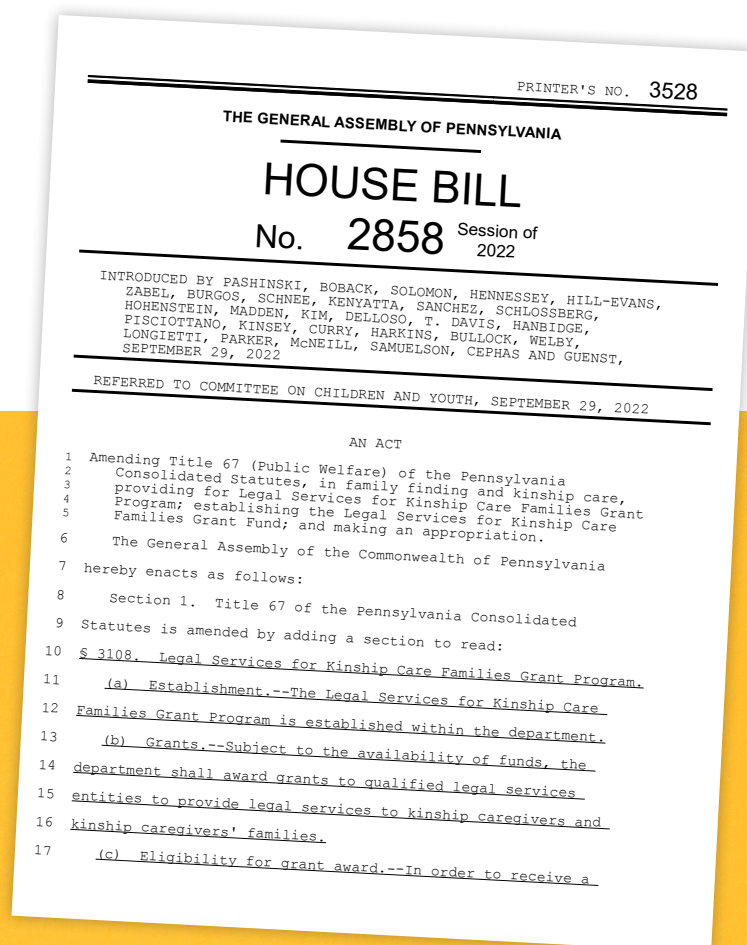 PRINTER'S NO. 3528
THE GENERAL ASSEMBLY OF PENNSYLVANIA
HOUSE BILL
No. 2858 Session of
2022
INTRODUCED BY PASHINSKI, BOBACK, SOLOMON, HENNESSEY, HILL-EVANS,
ZABEL, BURGOS, SCHNEE, KENYATTA, SANCHEZ, SCHLOSSBERG,
HOHENSTEIN, MADDEN, KIM, DELLOSO, T. DAVIS, HANBIDGE,
PISCIOTTANO, KINSEY, CURRY, HARKINS, BULLOCK, WELBY,
LONGIETTI, PARKER, McNEILL, SAMUELSON, CEPHAS AND GUENST,
SEPTEMBER 29, 2022
REFERRED TO COMMITTEE ON CHILDREN AND YOUTH, SEPTEMBER 29, 2022
AN ACT
1 Amending Title 67 (Public Welfare) of the Pennsylvania
2 Consolidated Statutes, in family finding and kinship care,
3 providing for Legal Services for Kinship Care Families Grant
4 Program; establishing the Legal Services for Kinship Care
5 Families Grant Fund; and making an appropriation.
6 The General Assembly of the Commonwealth of Pennsylvania
7 hereby enacts as follows:
8 Section 1. Title 67 of the Pennsylvania Consolidated
9 Statutes is amended by adding a section to read:
10 § 3108. Legal Services for Kinship Care Families Grant Program.
11 (a) Establishment.--The Legal Services for Kinship Care
12 Families Grant Program is established within the department.
13 (b) Grants.--Subject to the availability of funds, the
14 department shall award grants to qualified legal services
15 entities to provide legal services to kinship caregivers and
16 kinship caregivers' families.
17 (c) Eligibility for grant award.--In order to receive a